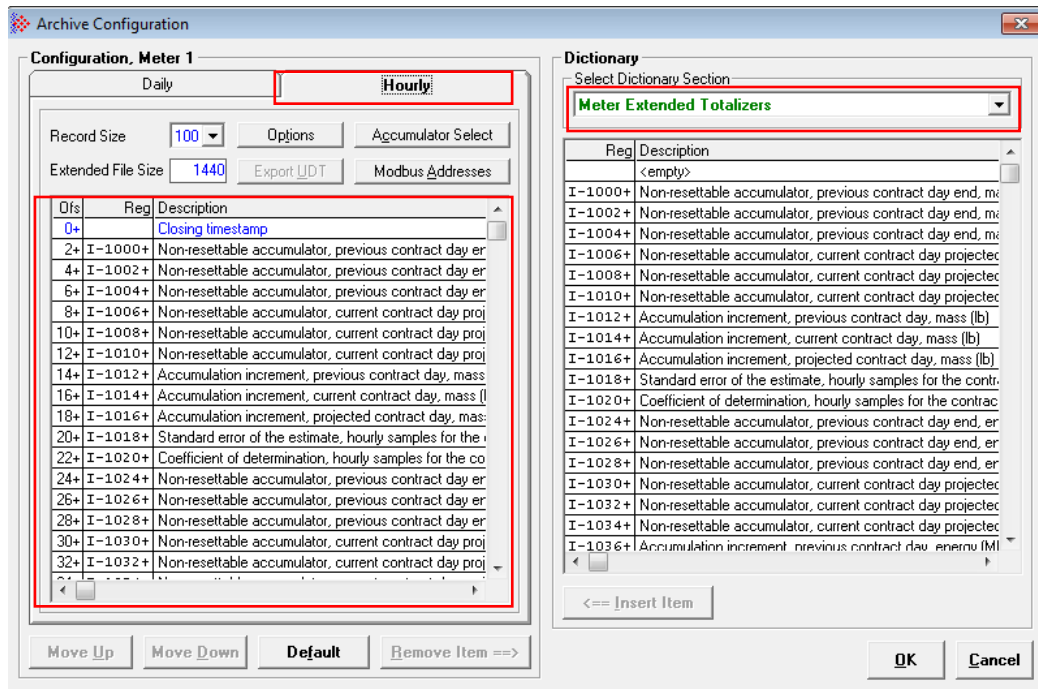 Archive Configuration
Configuration, Meter 1
Daily
Hourly
Record Size 100 Options Accumulator Select
Extended File Size 1440 Export UDT Modbus Addresses
Ofs Reg Description
0+ Closing timestamp
2+ I-1000+ Non-resettable accumulator, previous contract day er
4+ I-1002+ Non-resettable accumulator, previous contract day er
6+ I-1004+ Non-resettable accumulator, previous contract day er
8+ I-1006+ Non-resettable accumulator, current contract day proj
10+ I-1008+ Non-resettable accumulator, current contract day proj
12+ I-1010+ Non-resettable accumulator, current contract day proj
14+ I-1012+ Accumulation increment, previous contract day, mass
16+ I-1014+ Accumulation increment, current contract day, mass (l
18+ I-1016+ Accumulation increment, projected contract day, mas
20+ I-1018+ Standard error of the estimate, hourly samples for the
22+ I-1020+ Coefficient of determination, hourly samples for the co
24+ I-1024+ Non-resettable accumulator, previous contract day er
26+ I-1026+ Non-resettable accumulator, previous contract day er
28+ I-1028+ Non-resettable accumulator, previous contract day er
30+ I-1030+ Non-resettable accumulator, current contract day proj
32+ I-1032+ Non-resettable accumulator, current contract day proj
Move Up Move Down Default Remove Item ==>
Dictionary
Select Dictionary Section
Meter Extended Totalizers
Reg Description
<empty>
I-1000+ Non-resettable accumulator, previous contract day end, ma
I-1002+ Non-resettable accumulator, previous contract day end, ma
I-1004+ Non-resettable accumulator, previous contract day end, ma
I-1006+ Non-resettable accumulator, current contract day projected
I-1008+ Non-resettable accumulator, current contract day projected
I-1010+ Non-resettable accumulator, current contract day projected
I-1012+ Accumulation increment, previous contract day, mass (lb)
I-1014+ Accumulation increment, current contract day, mass (lb)
I-1016+ Accumulation increment, projected contract day, mass (lb)
I-1018+ Standard error of the estimate, hourly samples for the contr
I-1020+ Coefficient of determination, hourly samples for the contrac
I-1024+ Non-resettable accumulator, previous contract day end, er
I-1026+ Non-resettable accumulator, previous contract day end, er
I-1028+ Non-resettable accumulator, previous contract day end, er
I-1030+ Non-resettable accumulator, current contract day projected
I-1032+ Non-resettable accumulator, current contract day projected
I-1034+ Non-resettable accumulator, current contract day projected
I-1036+ Accumulation increment, previous contract day, energy (M
<== Insert Item
OK Cancel